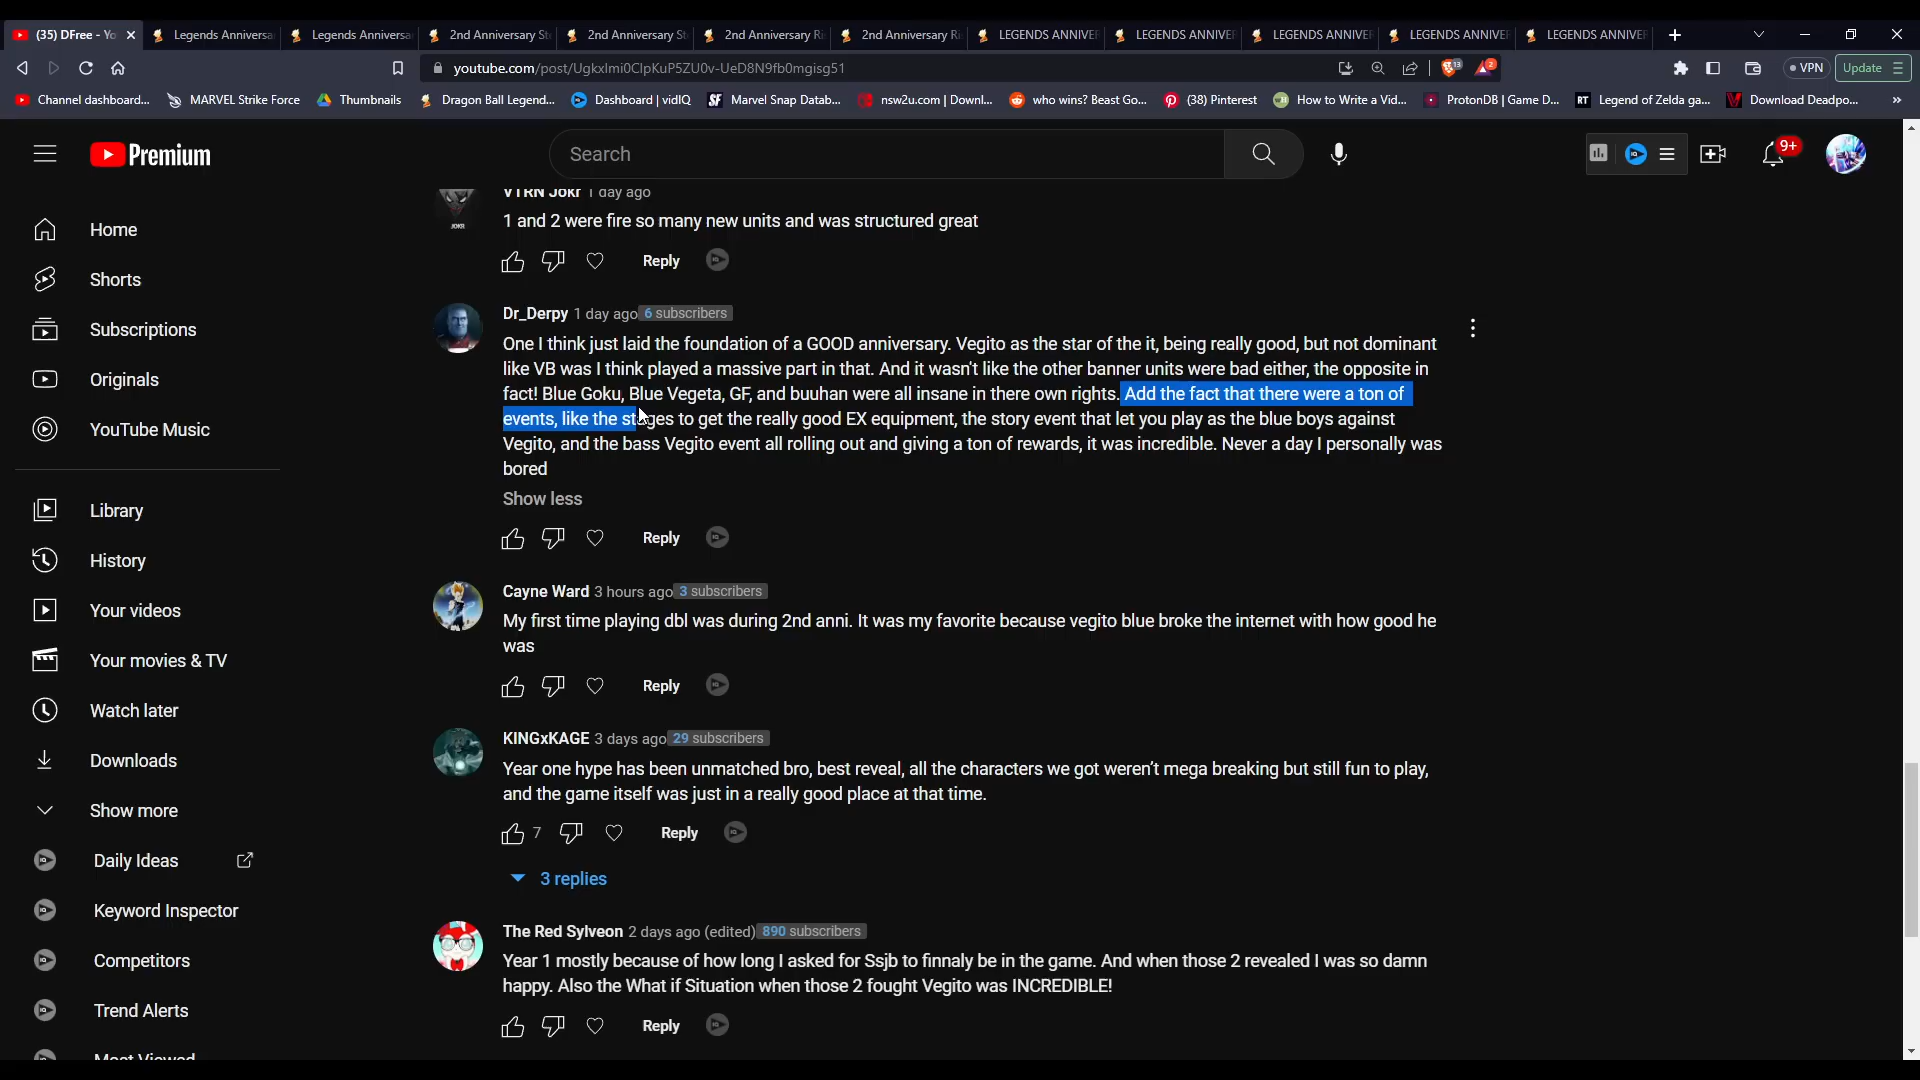 (35) DFree - Yo
Legends Anniversa
Legends Anniversa
2nd Anniversary St
2nd Anniversary St
2nd Anniversary Ri
2nd Anniversary Ri
LEGENDS ANNIVER
LEGENDS ANNIVER
LEGENDS ANNIVER
LEGENDS ANNIVER
LEGENDS ANNIVER
youtube.com/post/UgkxImi0ClpKuP5ZU0v-UeD8N9fb0mgisg51
13
2
VPN
Update
Channel dashboard...
MARVEL Strike Force
Thumbnails
Dragon Ball Legend...
Dashboard | vidIQ
SF
Marvel Snap Datab...
nsw2u.com | Downl...
who wins? Beast Go...
(38) Pinterest
How to Write a Vid...
ProtonDB | Game D...
RT
Legend of Zelda ga...
Download Deadpo...
Premium
Search
9+
VTRN Jokr 1 day ago
1 and 2 were fire so many new units and was structured great
Reply
Dr_Derpy 1 day ago 6 subscribers
One I think just laid the foundation of a GOOD anniversary. Vegito as the star of the it, being really good, but not dominant
like VB was I think played a massive part in that. And it wasn't like the other banner units were bad either, the opposite in
fact! Blue Goku, Blue Vegeta, GF, and buuhan were all insane in there own rights. Add the fact that there were a ton of
events, like the stages to get the really good EX equipment, the story event that let you play as the blue boys against
Vegito, and the bass Vegito event all rolling out and giving a ton of rewards, it was incredible. Never a day I personally was
bored
Show less
Reply
Cayne Ward 3 hours ago 3 subscribers
My first time playing dbl was during 2nd anni. It was my favorite because vegito blue broke the internet with how good he
was
Reply
KINGxKAGE 3 days ago 29 subscribers
Year one hype has been unmatched bro, best reveal, all the characters we got weren't mega breaking but still fun to play,
and the game itself was just in a really good place at that time.
7
Reply
3 replies
The Red Sylveon 2 days ago (edited) 890 subscribers
Year 1 mostly because of how long I asked for Ssjb to finnaly be in the game. And when those 2 revealed I was so damn
happy. Also the What if Situation when those 2 fought Vegito was INCREDIBLE!
Reply
Home
Shorts
Subscriptions
Originals
YouTube Music
Library
History
Your videos
Your movies & TV
Watch later
Downloads
Show more
Daily Ideas
Keyword Inspector
Competitors
Trend Alerts
Most Viewed